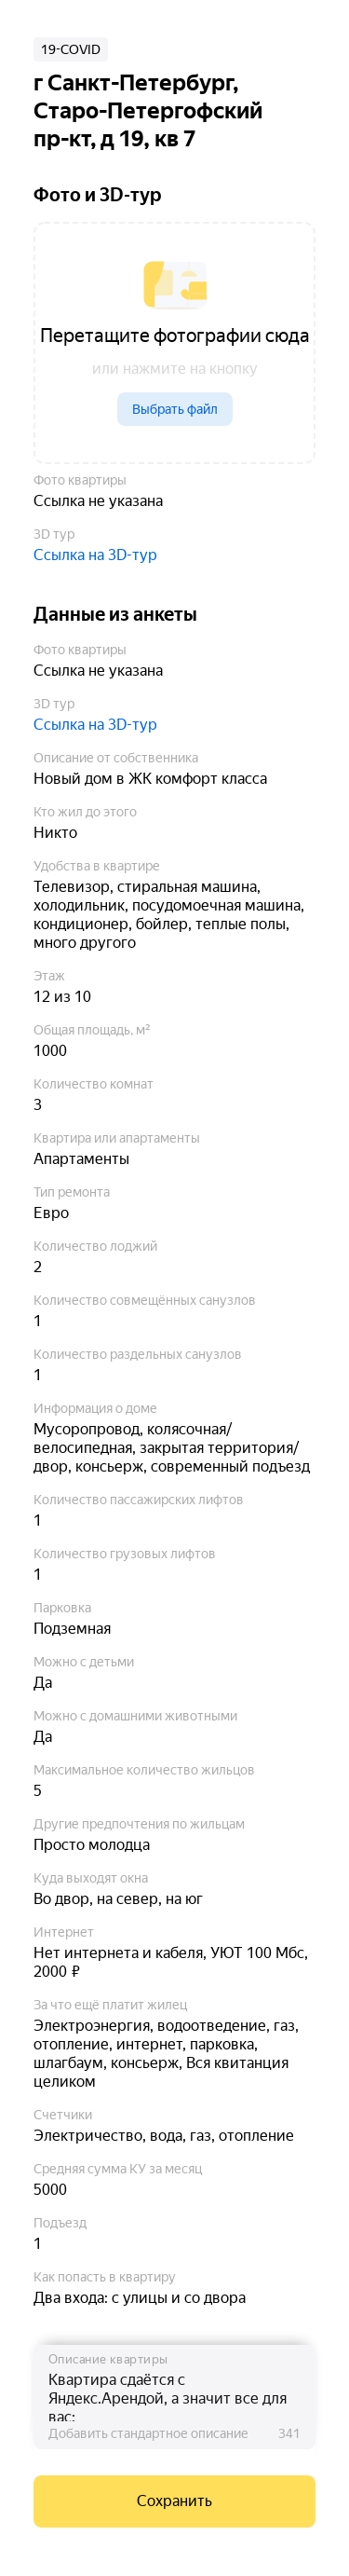 19-COVID
г Санкт-Петербург,
Старо-Петергофский
пр-кт, д 19, кв 7
Фото и 3D-тур
Перетащите фотографии сюда
или нажмите на кнопку
Выбрать файл
Фото квартиры
Ссылка не указана
3D тур
Ссылка на 3D-тур
Данные из анкеты
Фото квартиры
Ссылка не указана
3D тур
Ссылка на 3D-тур
Описание от собственника
Новый дом в ЖК комфорт класса
Кто жил до этого
Никто
Удобства в квартире
Телевизор, стиральная машина,
холодильник, посудомоечная машина,
кондиционер, бойлер, теплые полы,
много другого
Этаж
12 из 10
Общая площадь, м²
1000
Количество комнат
3
Квартира или апартаменты
Апартаменты
Тип ремонта
Евро
Количество лоджий
2
Количество совмещённых санузлов
1
Количество раздельных санузлов
1
Информация о доме
Мусоропровод, колясочная/
велосипедная, закрытая территория/
двор, консьерж, современный подъезд
Количество пассажирских лифтов
1
Количество грузовых лифтов
1
Парковка
Подземная
Можно с детьми
Да
Можно с домашними животными
Да
Максимальное количество жильцов
5
Другие предпочтения по жильцам
Просто молодца
Куда выходят окна
Во двор, на север, на юг
Интернет
Нет интернета и кабеля, УЮТ 100 Мбс,
2000 ₽
За что ещё платит жилец
Электроэнергия, водоотведение, газ,
отопление, интернет, парковка,
шлагбаум, консьерж, Вся квитанция
целиком
Счетчики
Электричество, вода, газ, отопление
Средняя сумма КУ за месяц
5000
Подъезд
1
Как попасть в квартиру
Два входа: с улицы и со двора
Описание квартиры
Квартира сдаётся с
Яндекс.Арендой, а значит все для
вас:
Добавить стандартное описание 341
Сохранить